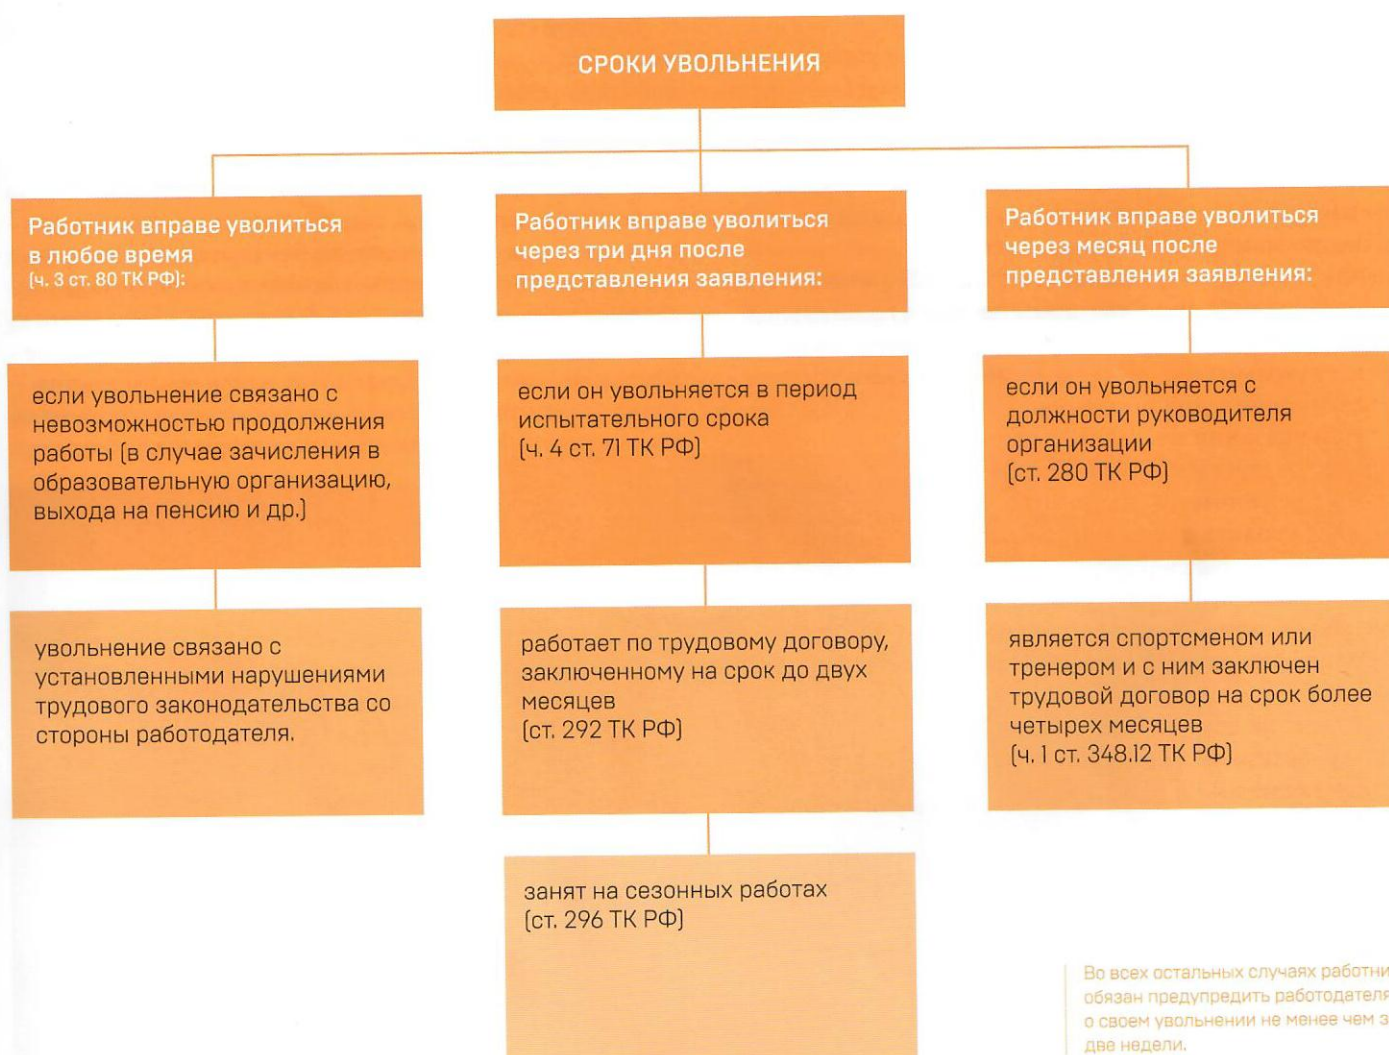 СРОКИ УВОЛЬНЕНИЯ
Работник вправе уволиться
в любое время
(ч. 3 ст. 80 ТК РФ):
если увольнение связано с
невозможностью продолжения
работы (в случае зачисления в
образовательную организацию,
выхода на пенсию и др.)
увольнение связано с
установленными нарушениями
трудового законодательства со
стороны работодателя.
Работник вправе уволиться
через три дня после
представления заявления:
если он увольняется в период
испытательного срока
(ч. 4 ст. 71 ТК РФ)
работает по трудовому договору,
заключенному на срок до двух
месяцев
(ст. 292 ТК РФ)
занят на сезонных работах
(ст. 296 ТК РФ)
Работник вправе уволиться
через месяц после
представления заявления:
если он увольняется с
должности руководителя
организации
(ст. 280 ТК РФ)
является спортсменом или
тренером и с ним заключен
трудовой договор на срок более
четырех месяцев
(ч. 1 ст. 348.12 ТК РФ)
Во всех остальных случаях работни
обязан предупредить работодателя
о своем увольнении не менее чем з
две недели.